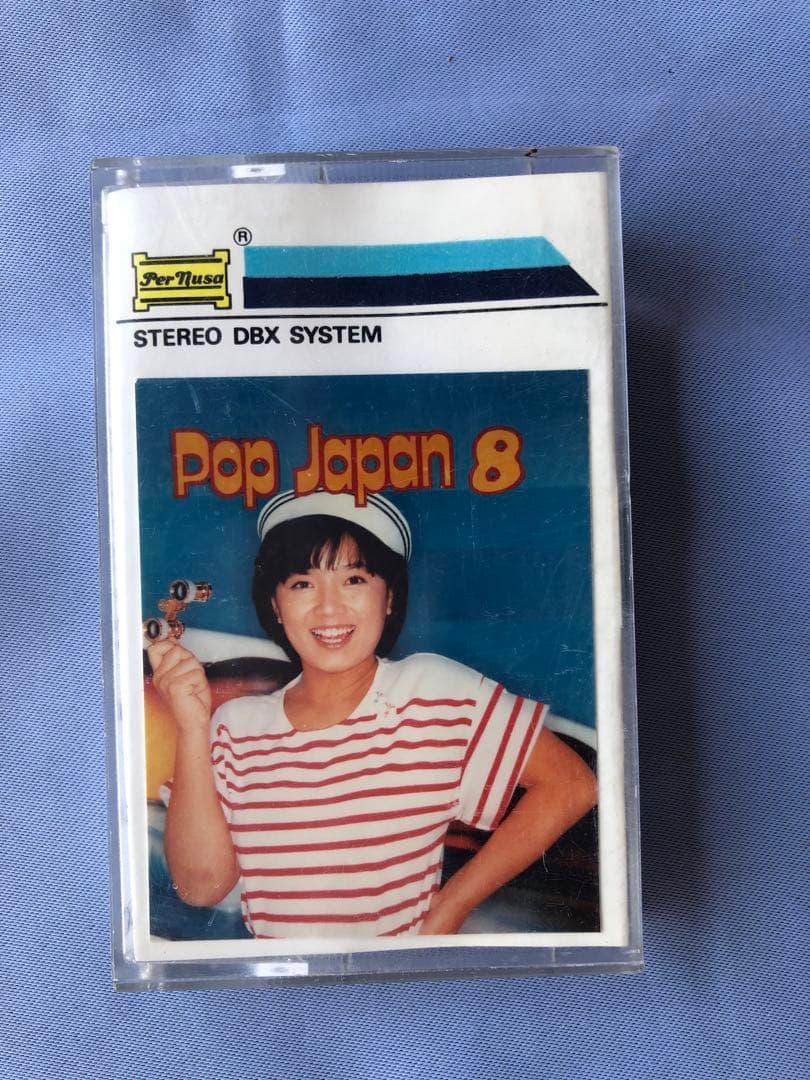 ®
Per Nusa
STEREO DBX SYSTEM
Pop Japan 8